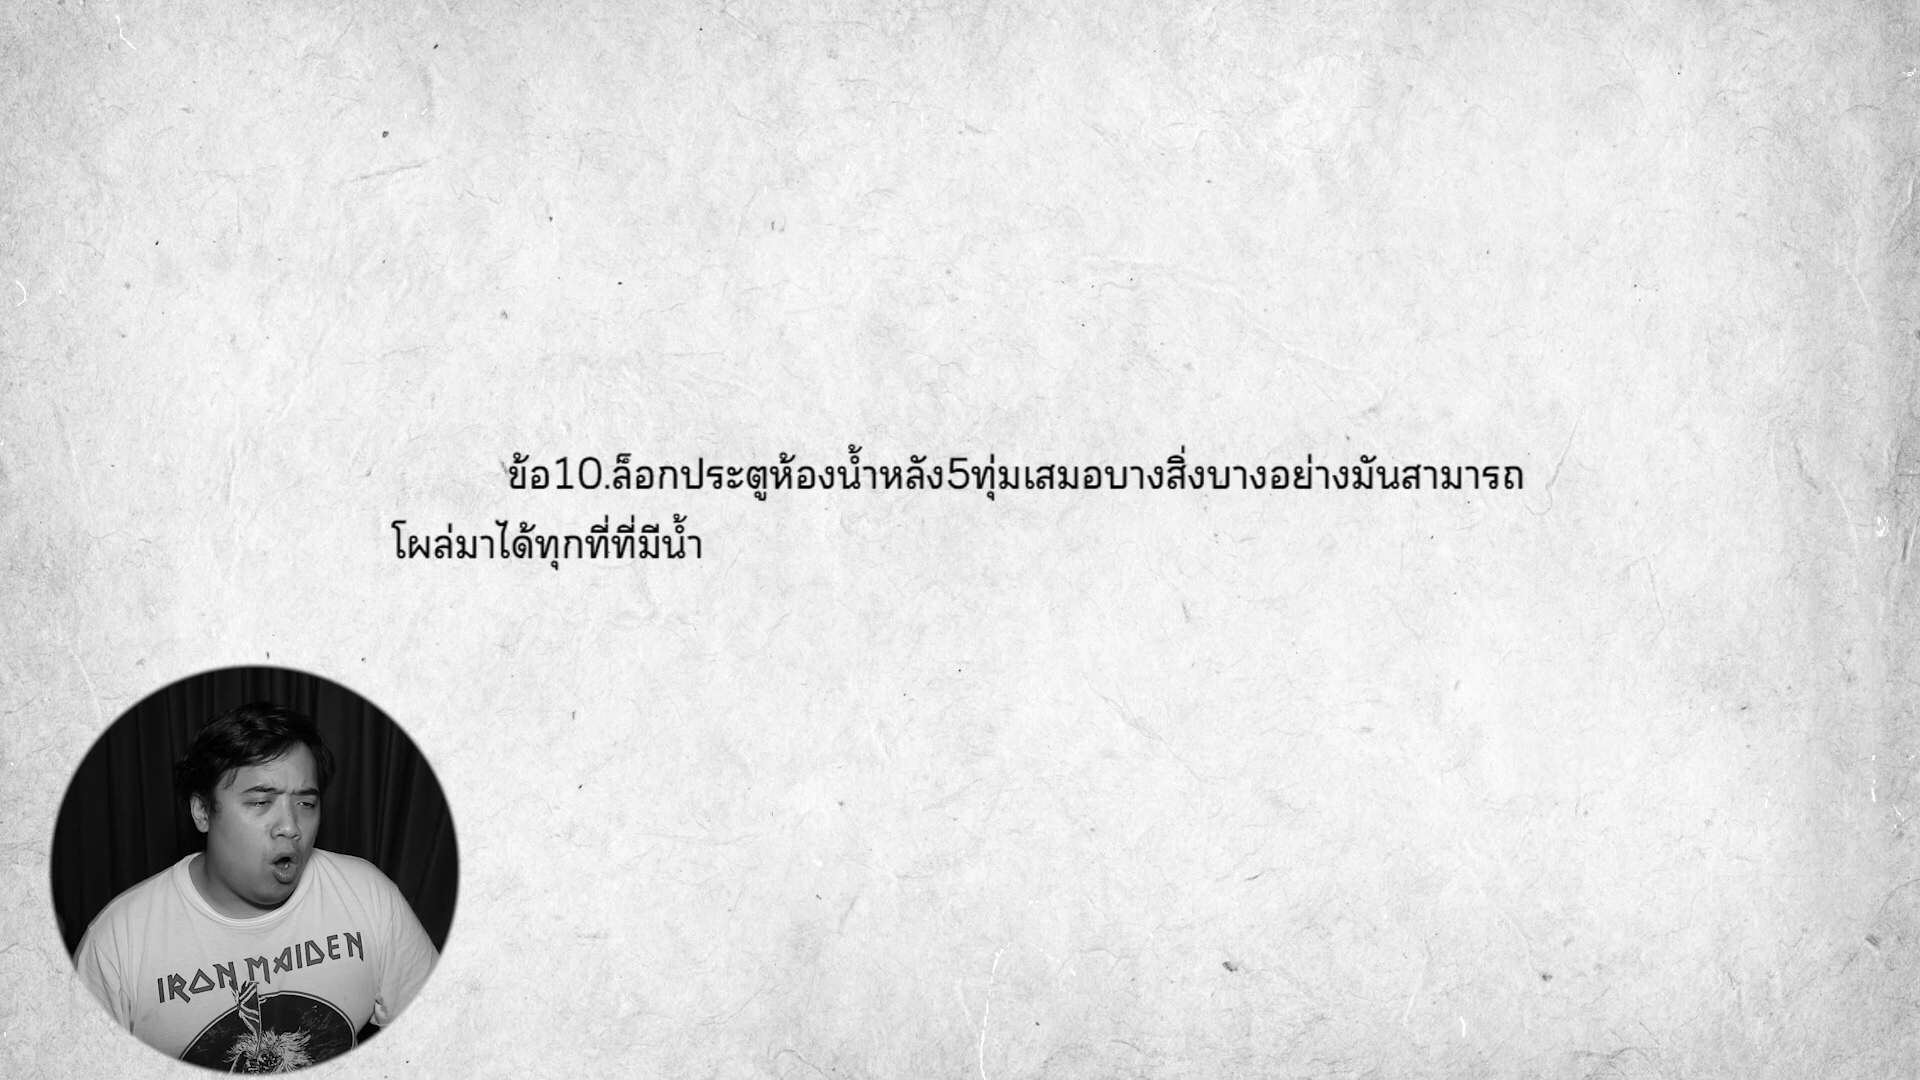 ข้อ10.ล็อกประตูห้องน้ำหลัง5ทุ่มเสมอบางสิ่งบางอย่างมันสามารถ
โผล่มาได้ทุกที่ที่มีน้ำ
IRON MAIDEN